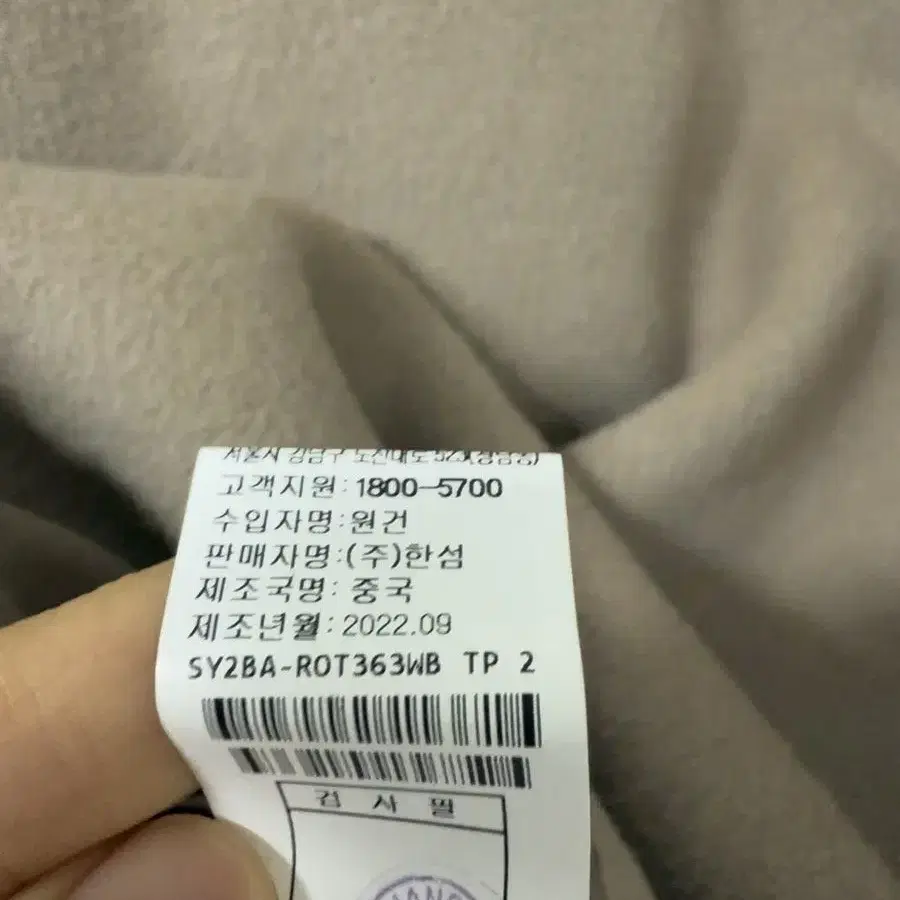 고객지원:1800-5700
수입자명:원건
판매자명:(주)한섬
제조국명: 중국
제조년월: 2022.09
SY2BA-ROT363WB TP 2
검 사 필